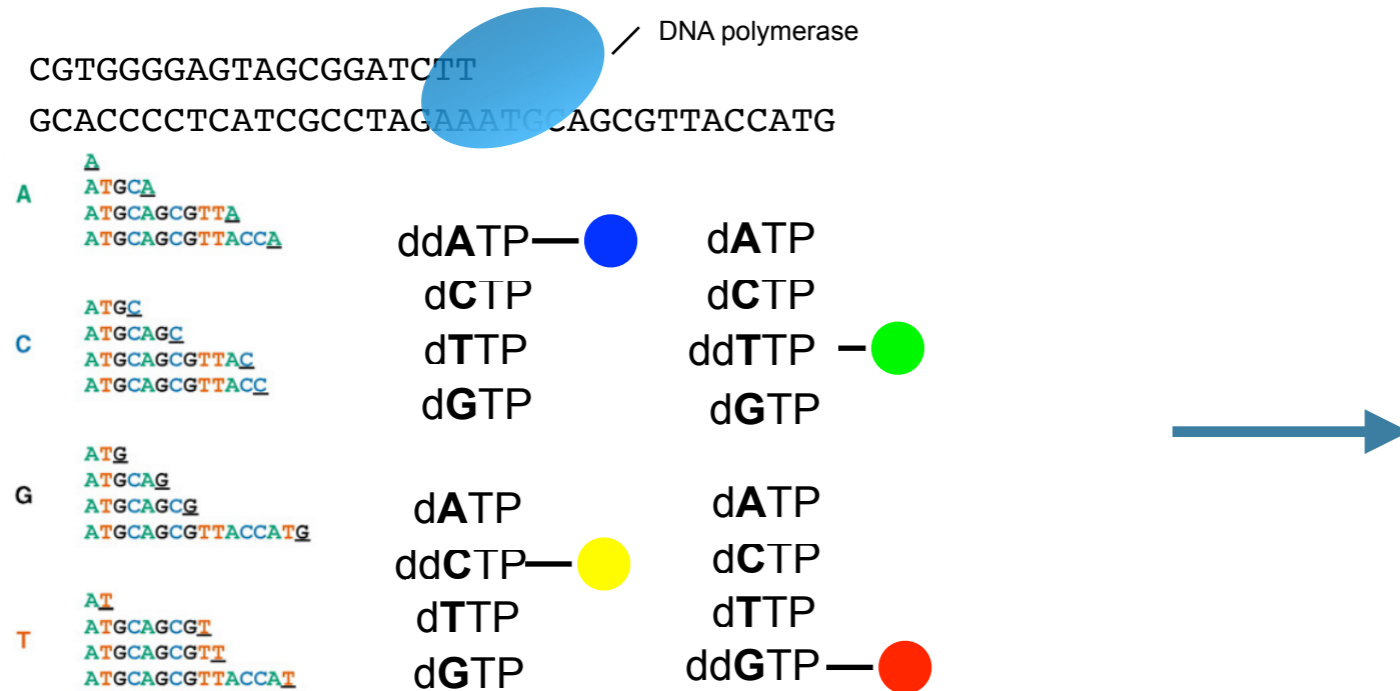 DNA polymerase
CGTGGGGAGTAGCGGATCTT
GCACCCCTCATCGCCTAGAAATGCAGCGTTACCATG
A
A
ATGCA
ATGCAGCGTTA
ATGCAGCGTTACCA
C
ATGC
ATGCAGC
ATGCAGCGTTAC
ATGCAGCGTTACC
G
ATG
ATGCAG
ATGCAGCG
ATGCAGCGTTACCATG
T
AT
ATGCAGCGT
ATGCAGCGTT
ATGCAGCGTTACCAT
ddATP
dCTP
dTTP
dGTP
dATP
dCTP
ddTTP
dGTP
dATP
ddCTP
dTTP
dGTP
dATP
dCTP
dTTP
ddGTP